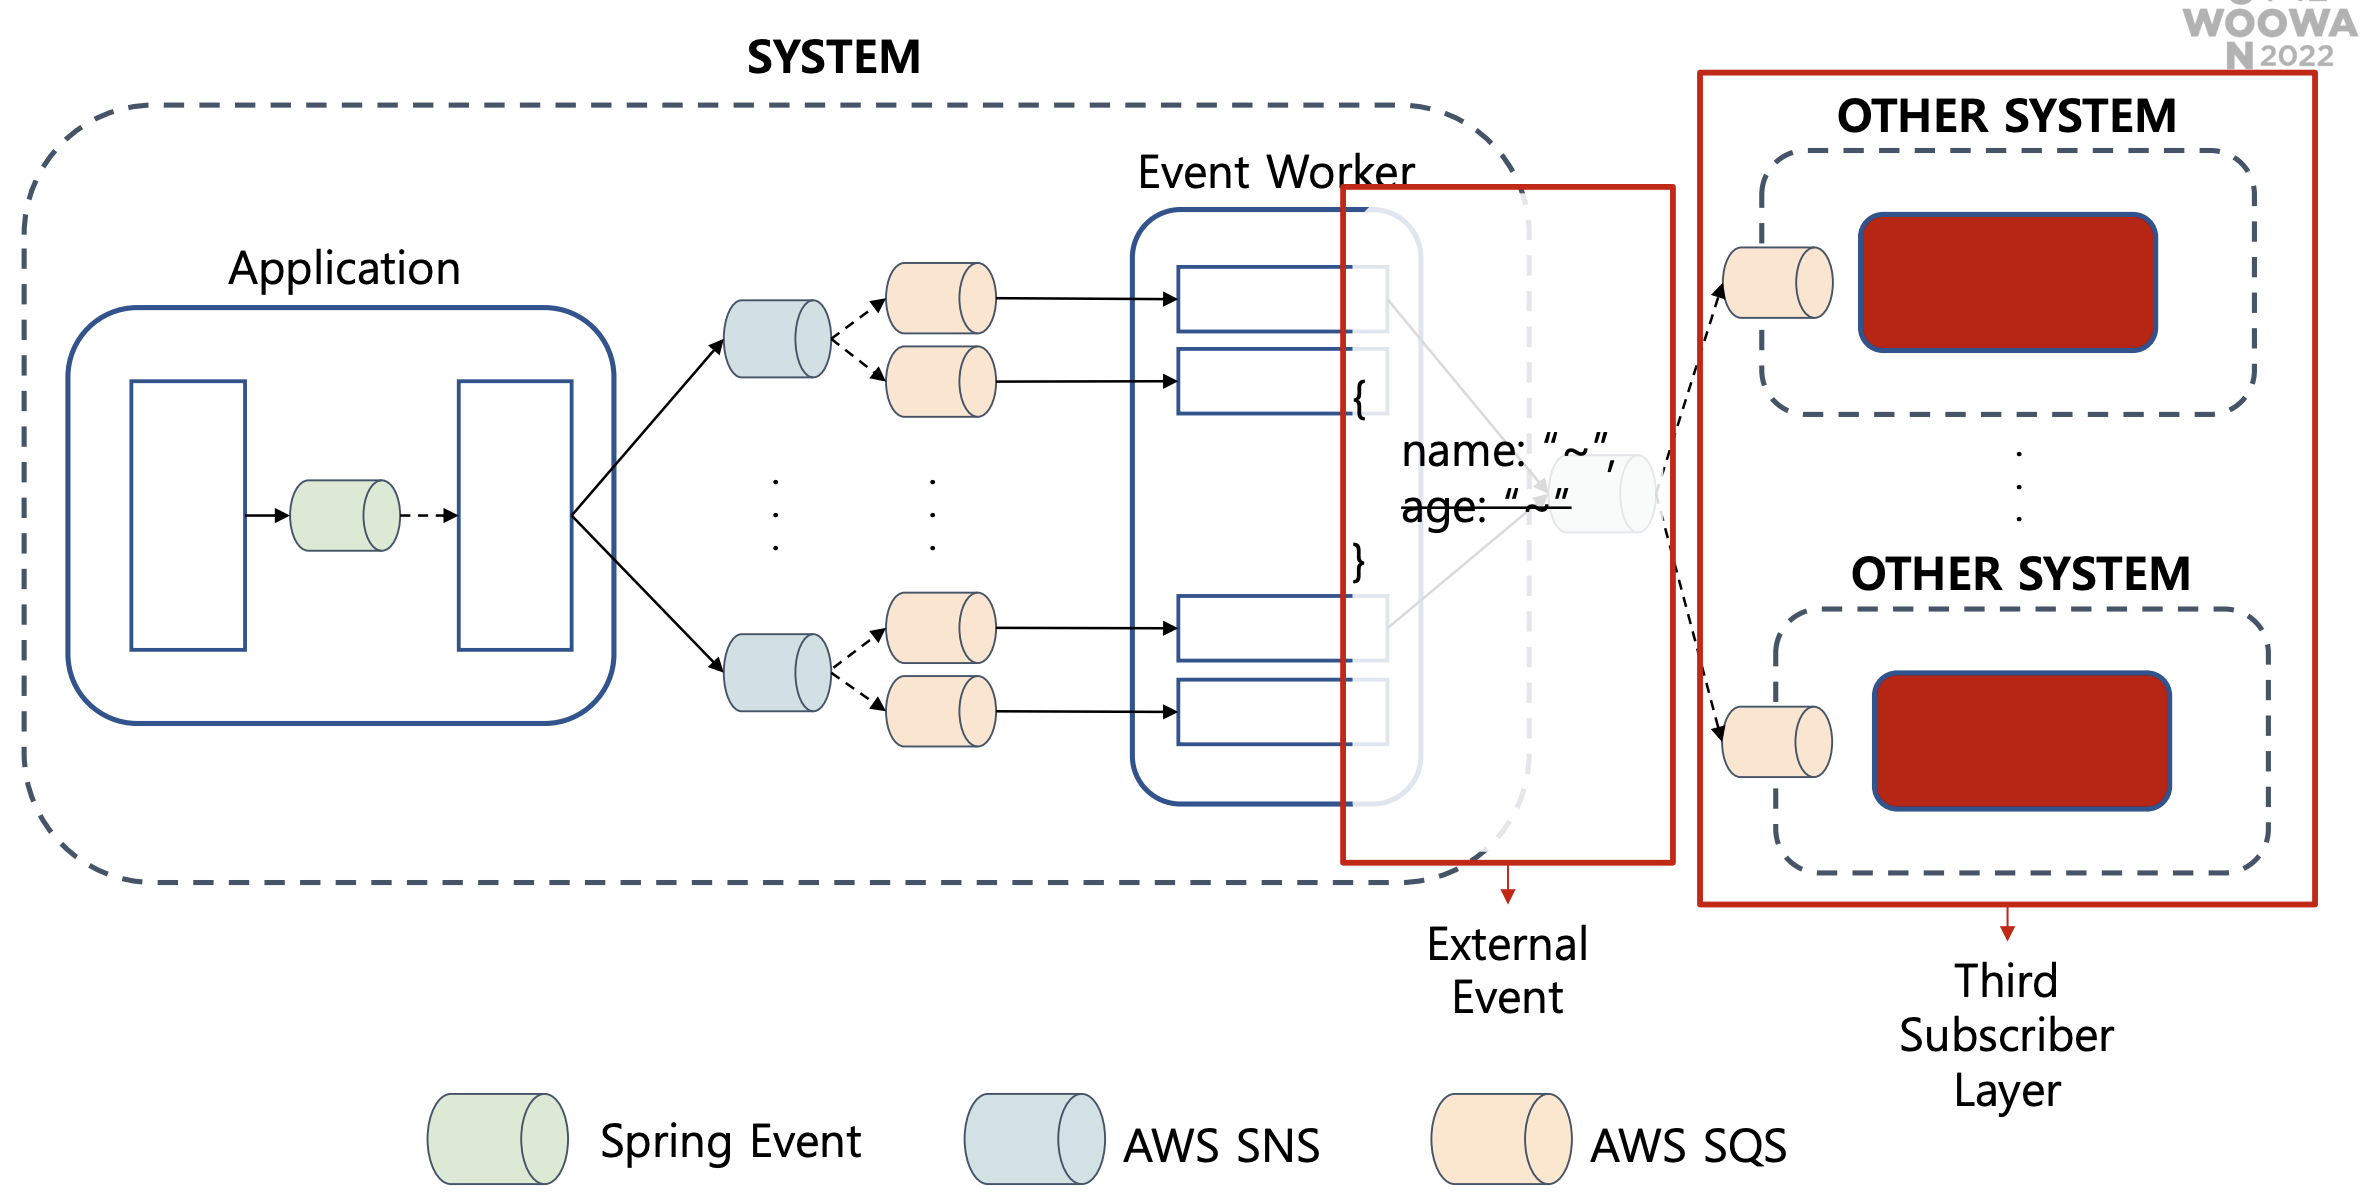 WOOWA
N 2022
SYSTEM
OTHER SYSTEM
Event Worker
Application
{
name: “~”,
age: “~”
}
OTHER SYSTEM
External
Event
Third
Subscriber
Layer
Spring Event
AWS SNS
AWS SQS